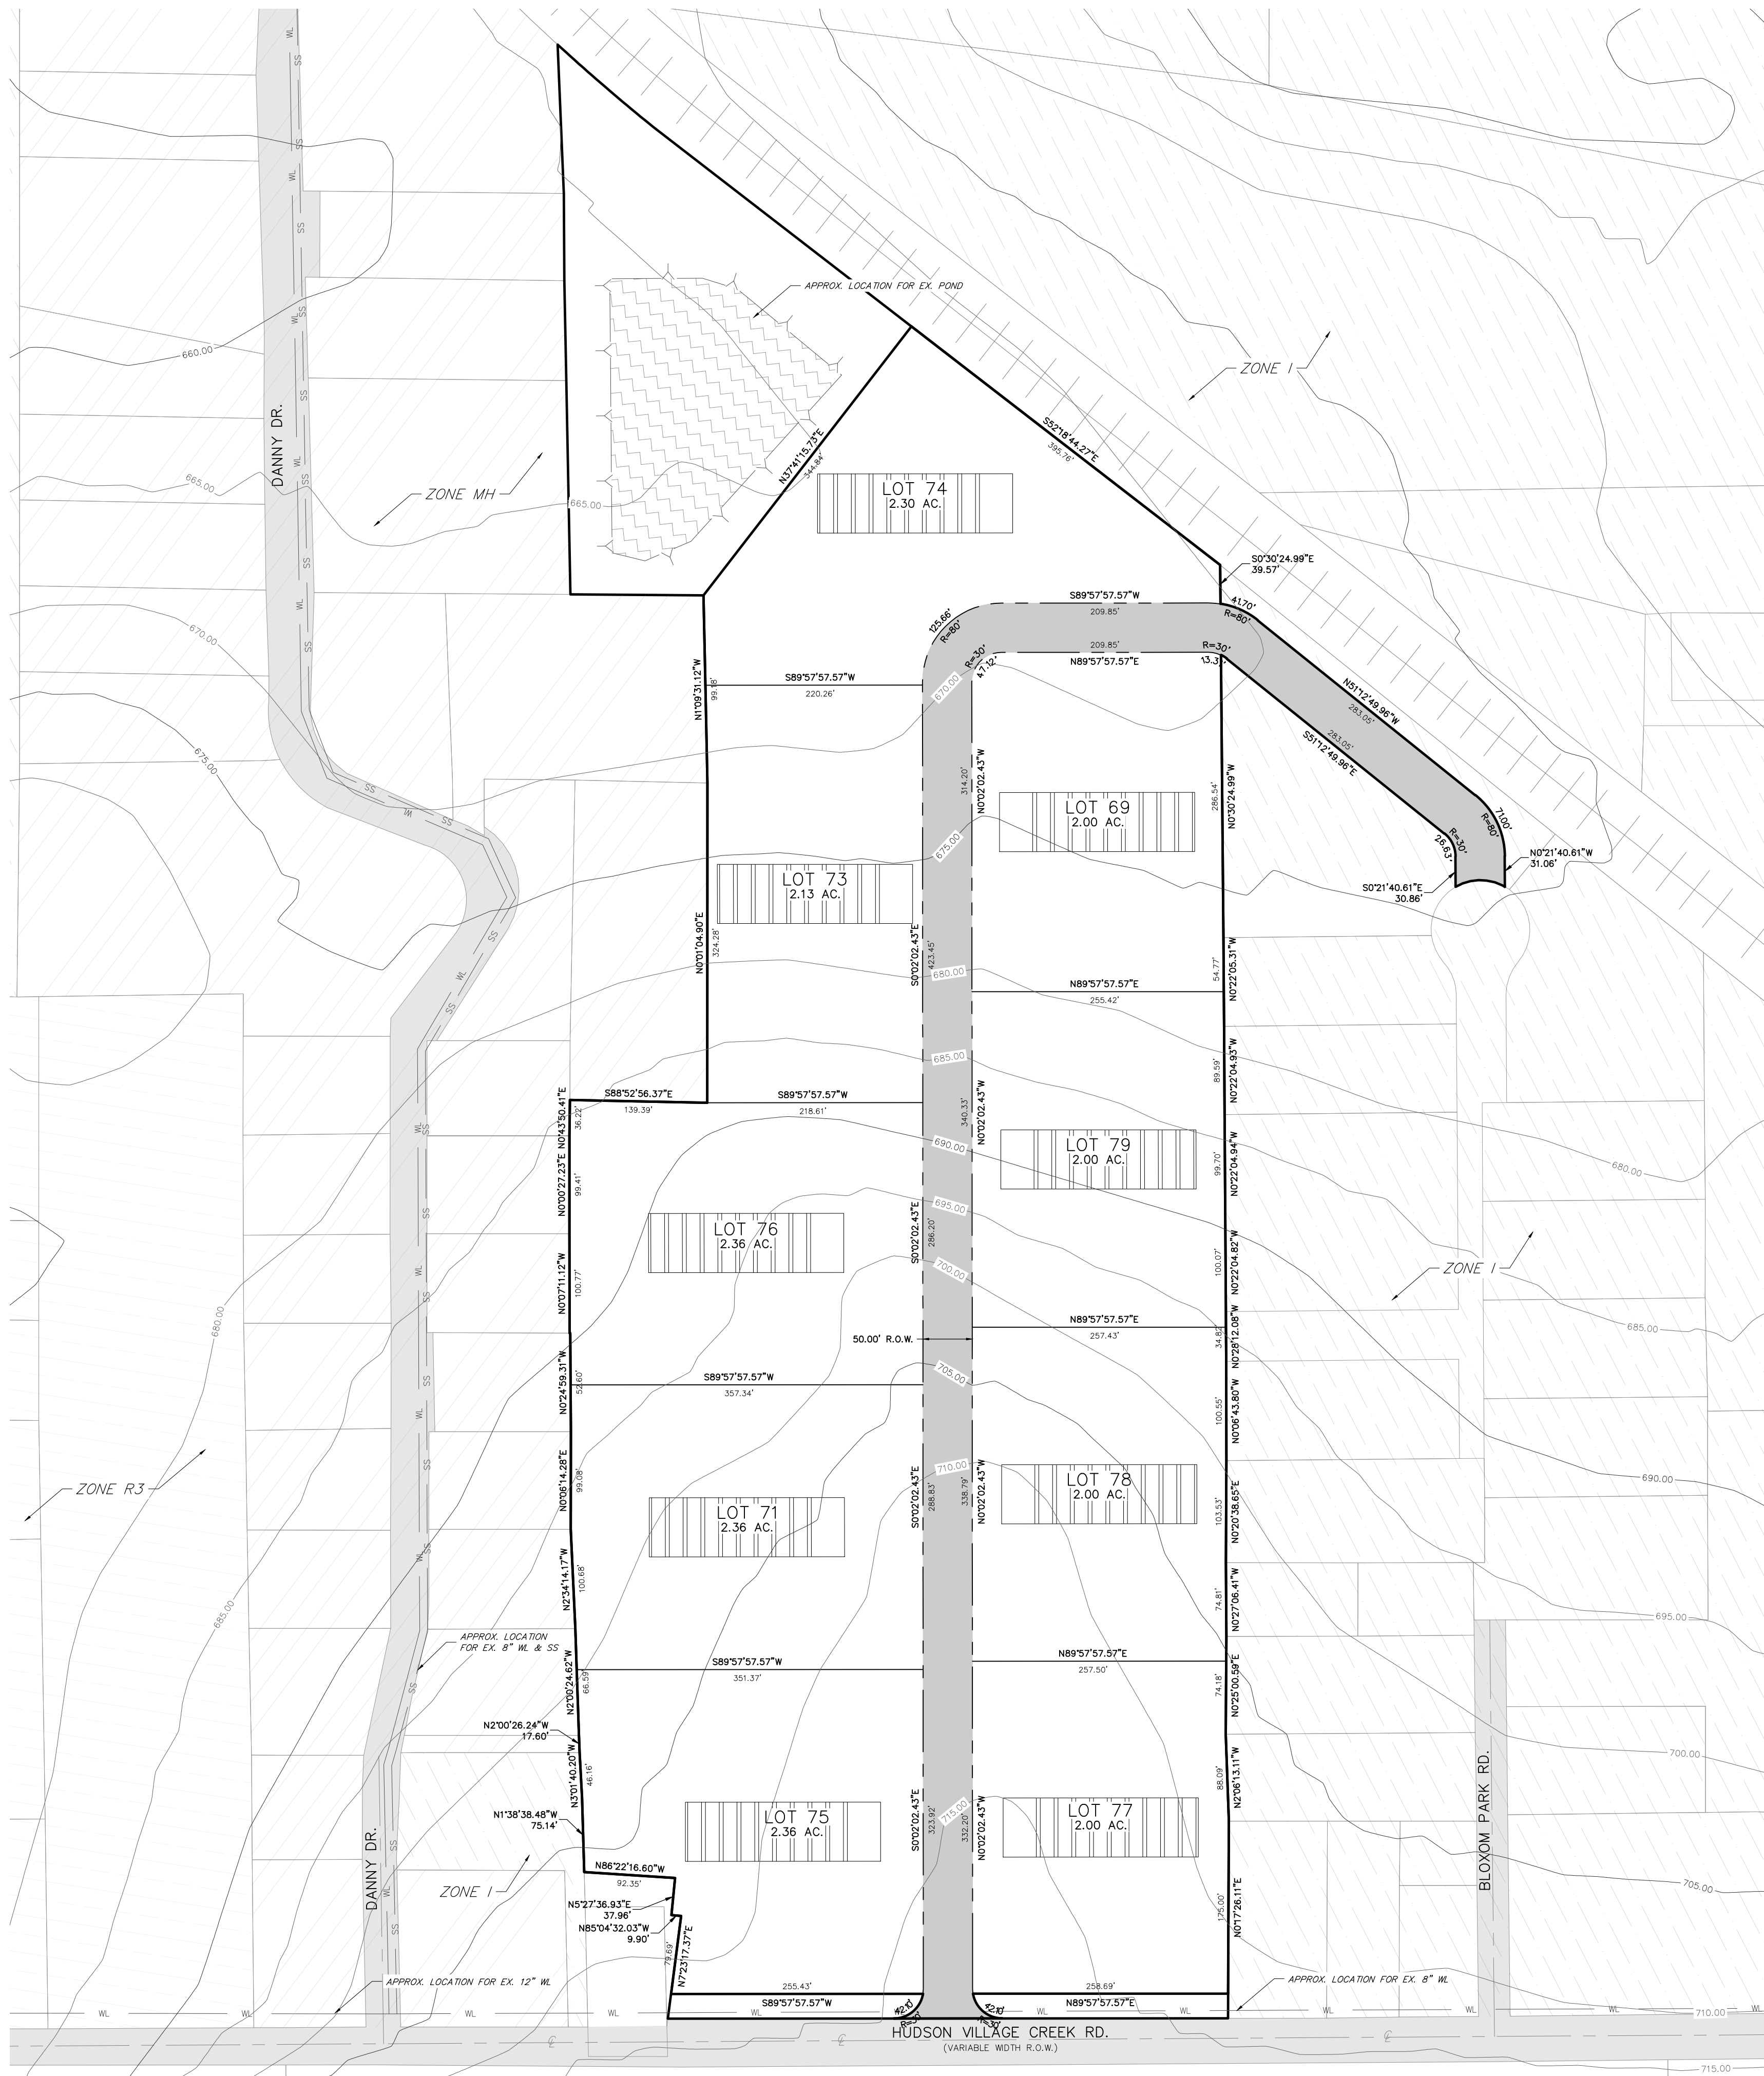 WL
SS
WL
SS
WL
SS
WL
SS
660.00
DANNY DR.
665.00
ZONE MH
665.00
670.00
675.00
APPROX. LOCATION FOR EX. POND
ZONE I
N37°41'15.73"E
344.84'
S52°18'44.27"E
395.76'
LOT 74
2.30 AC.
S0°30'24.99"E
39.57'
S89°57'57.57"W
209.85'
41.70'
R=80'
125.66'
R=80'
R=30'
47.12'
209.85'
N89°57'57.57"E
R=30'
670.00
N1°09'31.12"W
99.18'
S89°57'57.57"W
220.26'
N51°12'49.96"W
283.05'
283.05'
S51°12'49.96"E
314.20'
N0°02'02.43"W
LOT 69
2.00 AC.
286.54'
N0°30'24.99"W
71.00'
R=80'
R=30'
26.63'
N0°21'40.61"W
31.06'
S0°21'40.61"E
30.86'
675.00
LOT 73
2.13 AC.
N0°01'04.90"E
324.28'
S0°02'02.43"E
423.45'
680.00
N89°57'57.57"E
255.42'
54.77'
N0°22'05.31"W
685.00
89.59'
N0°22'04.93"W
S88°52'56.37"E
139.39'
S89°57'57.57"W
218.61'
N0°43'50.41"E
36.22'
340.33'
N0°02'02.43"W
690.00
LOT 79
2.00 AC.
99.70'
N0°22'04.94"W
680.00
N0°00'27.23"E
99.41'
695.00
LOT 76
2.36 AC.
S0°02'02.43"E
286.20'
700.00
N0°07'11.12"W
100.77'
100.07'
N0°22'04.82"W
ZONE I
680.00
50.00' R.O.W.
N89°57'57.57"E
257.43'
34.82'
N0°28'12.08"W
685.00
N0°24'59.31"W
52.60'
S89°57'57.57"W
357.34'
705.00
100.55'
N0°06'43.80"W
ZONE R3
690.00
N0°06'14.28"E
99.08'
710.00
LOT 71
2.36 AC.
S0°02'02.43"E
288.83'
338.79'
N0°02'02.43"W
LOT 78
2.00 AC.
103.53'
N0°20'38.65"E
N2°34'14.17"W
100.68'
74.81'
N0°27'06.41"W
685.00
695.00
APPROX. LOCATION
FOR EX. 8" WL & SS
N2°00'24.62"W
66.59'
S89°57'57.57"W
351.37'
N89°57'57.57"E
257.50'
74.18'
N0°25'00.59"E
N2°00'26.24"W
17.60'
N3°01'40.20"W
46.16'
700.00
88.09'
N2°06'13.11"W
BLOXOM PARK RD.
N1°38'38.48"W
75.14'
LOT 75
2.36 AC.
S0°02'02.43"E
323.92'
715.00
332.20'
N0°02'02.43"W
LOT 77
2.00 AC.
DANNY DR.
ZONE I
N86°22'16.60"W
92.35'
705.00
N5°27'36.93"E
37.96'
N85°04'32.03"W
9.90'
79.69'
N7°23'17.37"E
175.00'
N0°17'26.11"E
APPROX. LOCATION FOR EX. 12" WL
255.43'
S89°57'57.57"W
258.69'
N89°57'57.57"E
42.10'
R=30'
42.10'
APPROX. LOCATION FOR EX. 8" WL
710.00
HUDSON VILLAGE CREEK RD.
(VARIABLE WIDTH R.O.W.)
715.00